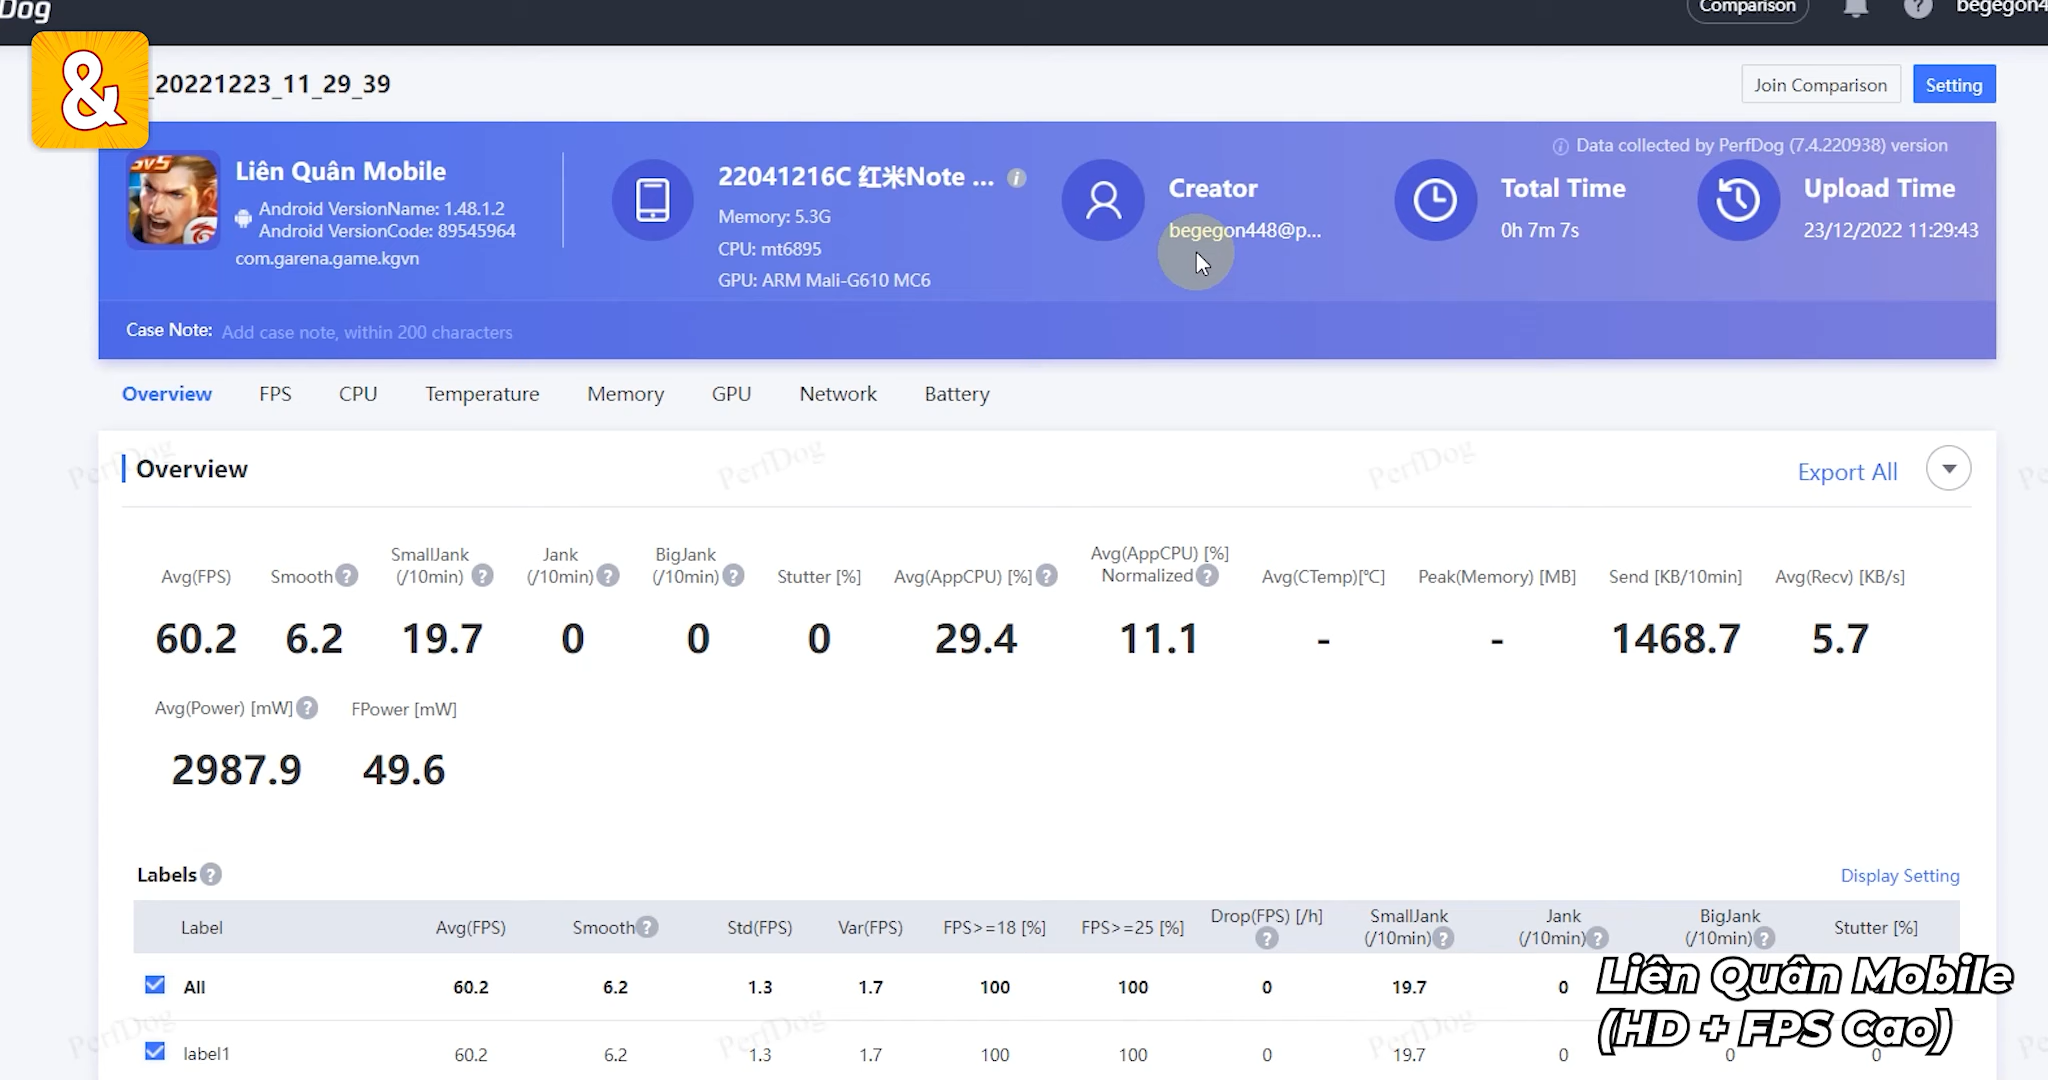 Dog
Comparison
begegon4
&
_20221223_11_29_39
Join Comparison
Setting
Data collected by PerfDog (7.4.220938) version
5V5
Liên Quân Mobile
Android VersionName: 1.48.1.2
Android VersionCode: 89545964
com.garena.game.kgvn
22041216C 红米Note ...
Memory: 5.3G
CPU: mt6895
GPU: ARM Mali-G610 MC6
Creator
begegon448@p...
Total Time
0h 7m 7s
Upload Time
23/12/2022 11:29:43
Case Note: Add case note, within 200 characters
Overview FPS CPU Temperature Memory GPU Network Battery
Overview
Export All
Avg(FPS)
60.2
Smooth
6.2
SmallJank
(/10min)
19.7
Jank
(/10min)
0
BigJank
(/10min)
0
Stutter [%]
0
Avg(AppCPU) [%]
29.4
Avg(AppCPU) [%]
Normalized
11.1
Avg(CTemp)[℃]
-
Peak(Memory) [MB]
-
Send [KB/10min]
1468.7
Avg(Recv) [KB/s]
5.7
Avg(Power) [mW]
2987.9
FPower [mW]
49.6
Labels
Display Setting
Label Avg(FPS) Smooth Std(FPS) Var(FPS) FPS>=18 [%] FPS>=25 [%] Drop(FPS) [/h] SmallJank (/10min) Jank (/10min) BigJank (/10min) Stutter [%]
All 60.2 6.2 1.3 1.7 100 100 0 19.7 0
label1 60.2 6.2 1.3 1.7 100 100 0 19.7 0 0 0
Liên Quân Mobile
(HD + FPS Cao)
PerfDog
PerfDog
PerfDog
PerfDog
PerfDog
PerfDog